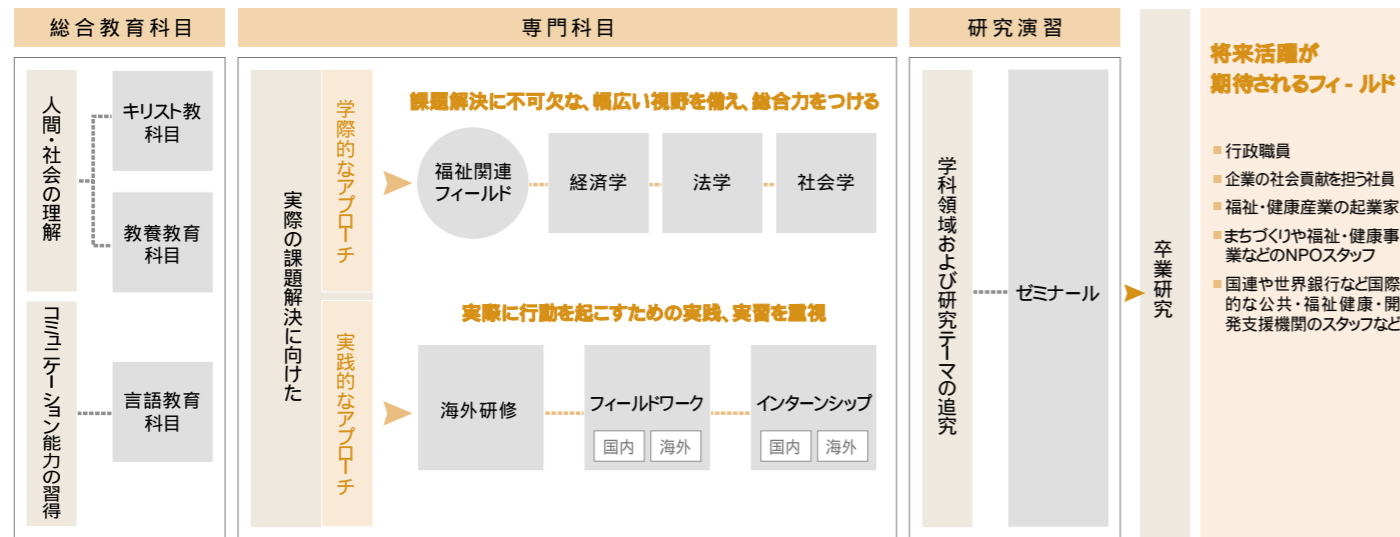 総合教育科目
人間・社会の理解
キリスト教
科目
教養教育
科目
コミュニケーション能力の習得
言語教育
科目
専門科目
実際の課題解決に向けた
学際的なアプローチ
課題解決に不可欠な、幅広い視野を備え、総合力をつける
福祉関連
フィールド
経済学
法学
社会学
実践的なアプローチ
実際に行動を起こすための実践、実習を重視
海外研修
フィールドワーク
国内
海外
インターンシップ
国内
海外
研究演習
学科領域および研究テーマの追究
ゼミナール
卒業研究
将来活躍が
期待されるフィ-ルド
行政職員
企業の社会貢献を担う社員
福祉・健康産業の起業家
まちづくりや福祉・健康事
業などのNPOスタッフ
国連や世界銀行など国際
的な公共・福祉健康・開
発支援機関のスタッフなど